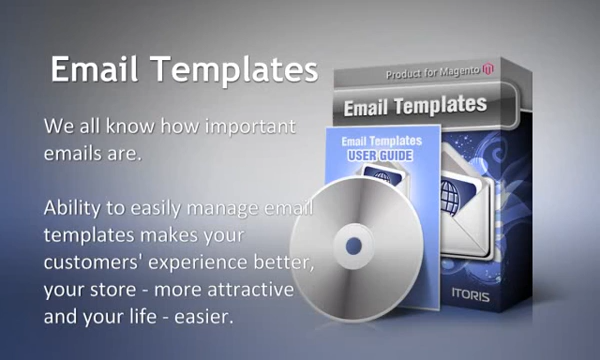 Email Templates
We all know how important
emails are.
Ability to easily manage email
templates makes your
customers' experience better,
your store - more attractive
and your life - easier.
Product for Magento
Email Templates
Email Templates
USER GUIDE
ITORIS